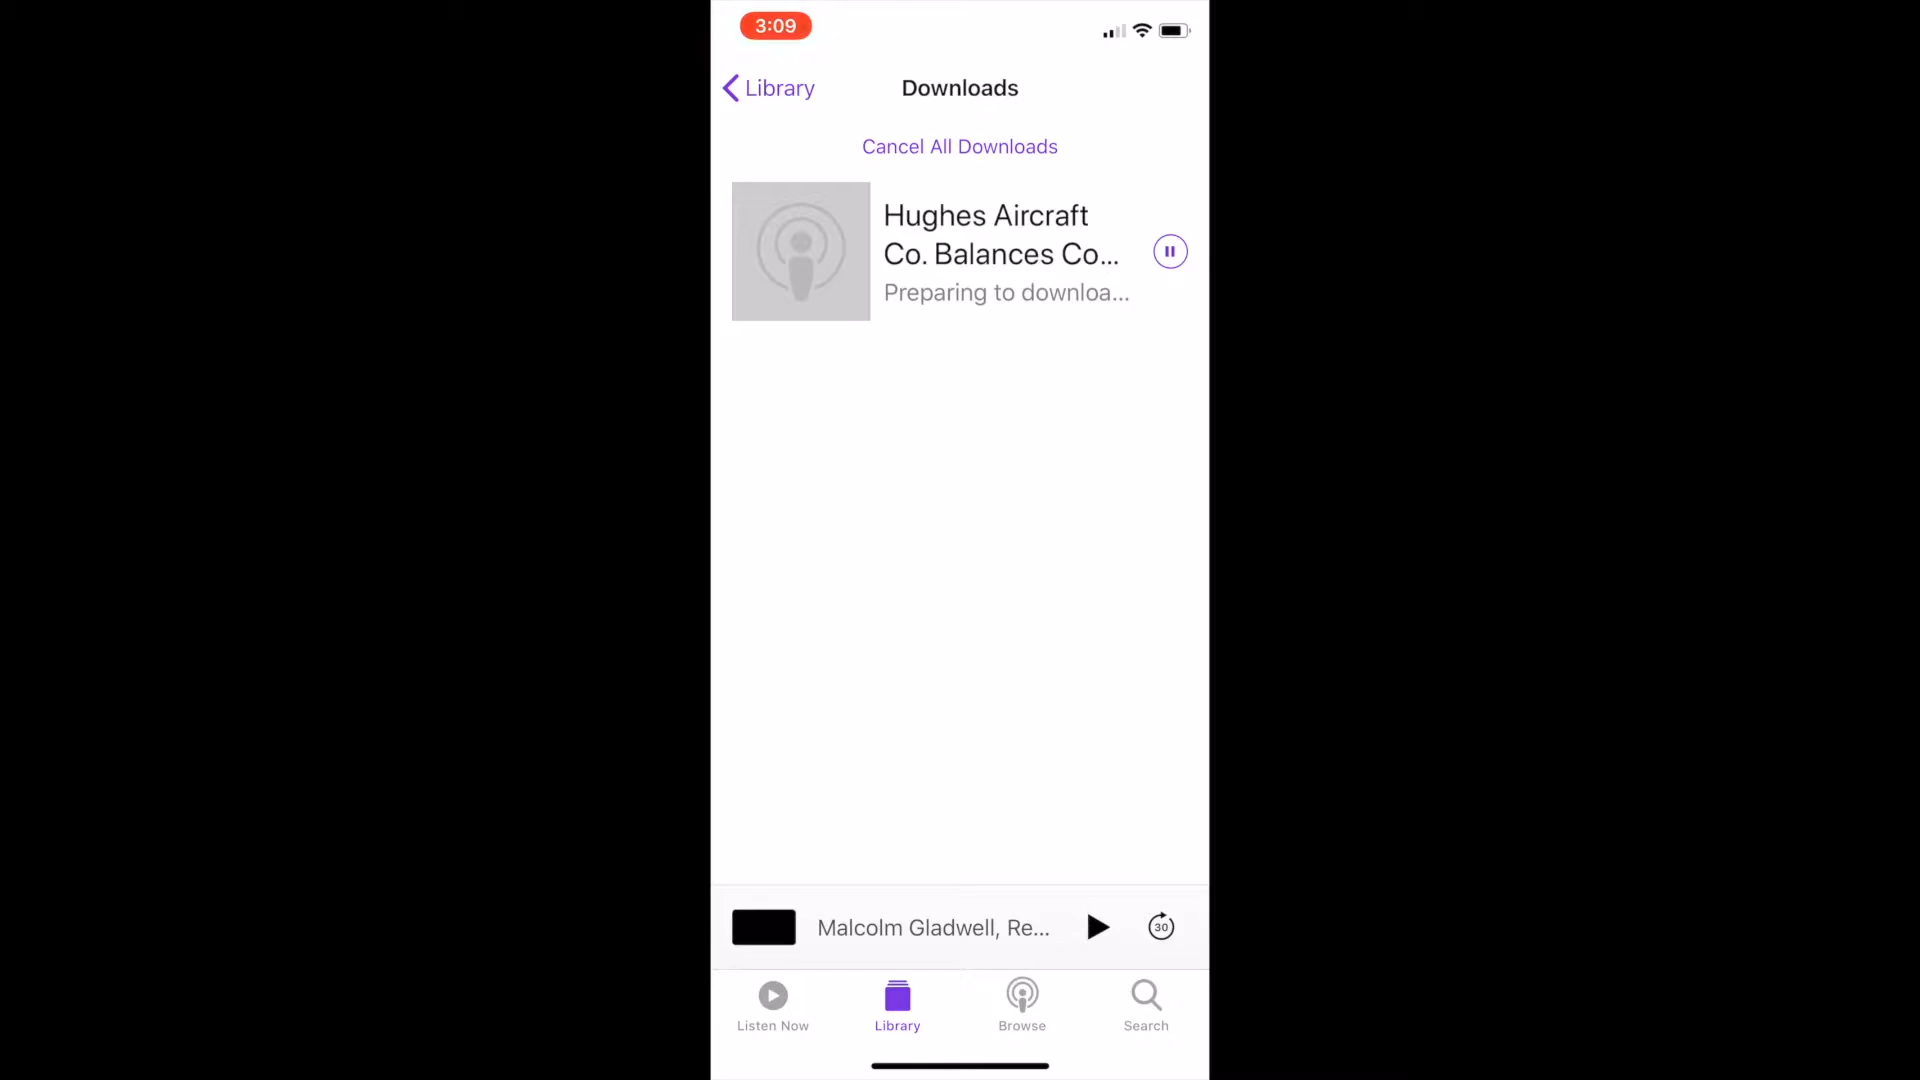 3:09
Library
Downloads
Cancel All Downloads
Hughes Aircraft
Co. Balances Co...
Preparing to downloa...
Malcolm Gladwell, Re...
30
Listen Now
Library
Browse
Search